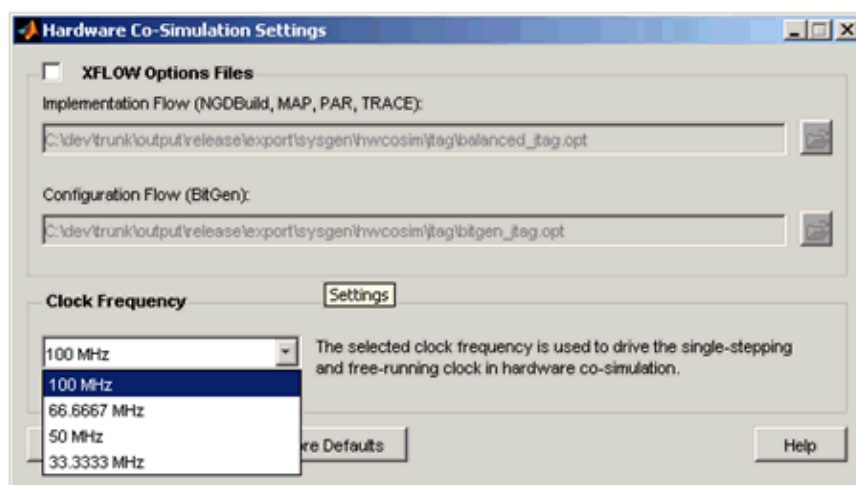 Hardware Co-Simulation Settings
XFLOW Options Files
Implementation Flow (NGDBuild, MAP, PAR, TRACE):
C:\dev\trunk\output\release\export\sysgen\hwcosim\jtag\balanced_jtag.opt
Configuration Flow (BitGen):
C:\dev\trunk\output\release\export\sysgen\hwcosim\jtag\bitgen_jtag.opt
Settings
Clock Frequency
100 MHz
The selected clock frequency is used to drive the single-stepping
and free-running clock in hardware co-simulation.
100 MHz
66.6667 MHz
50 MHz
33.3333 MHz
re Defaults
Help